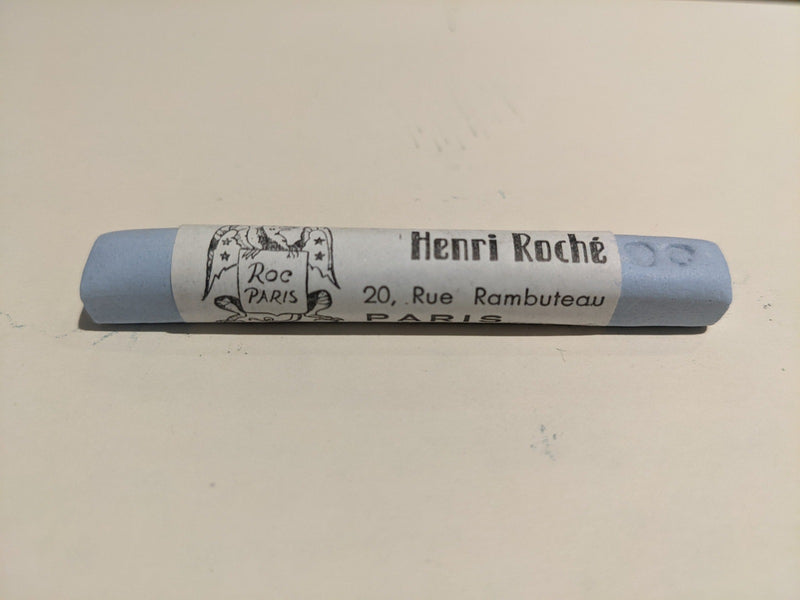 Roc
PARIS
Henri Roché
20, Rue Rambuteau
PARIS